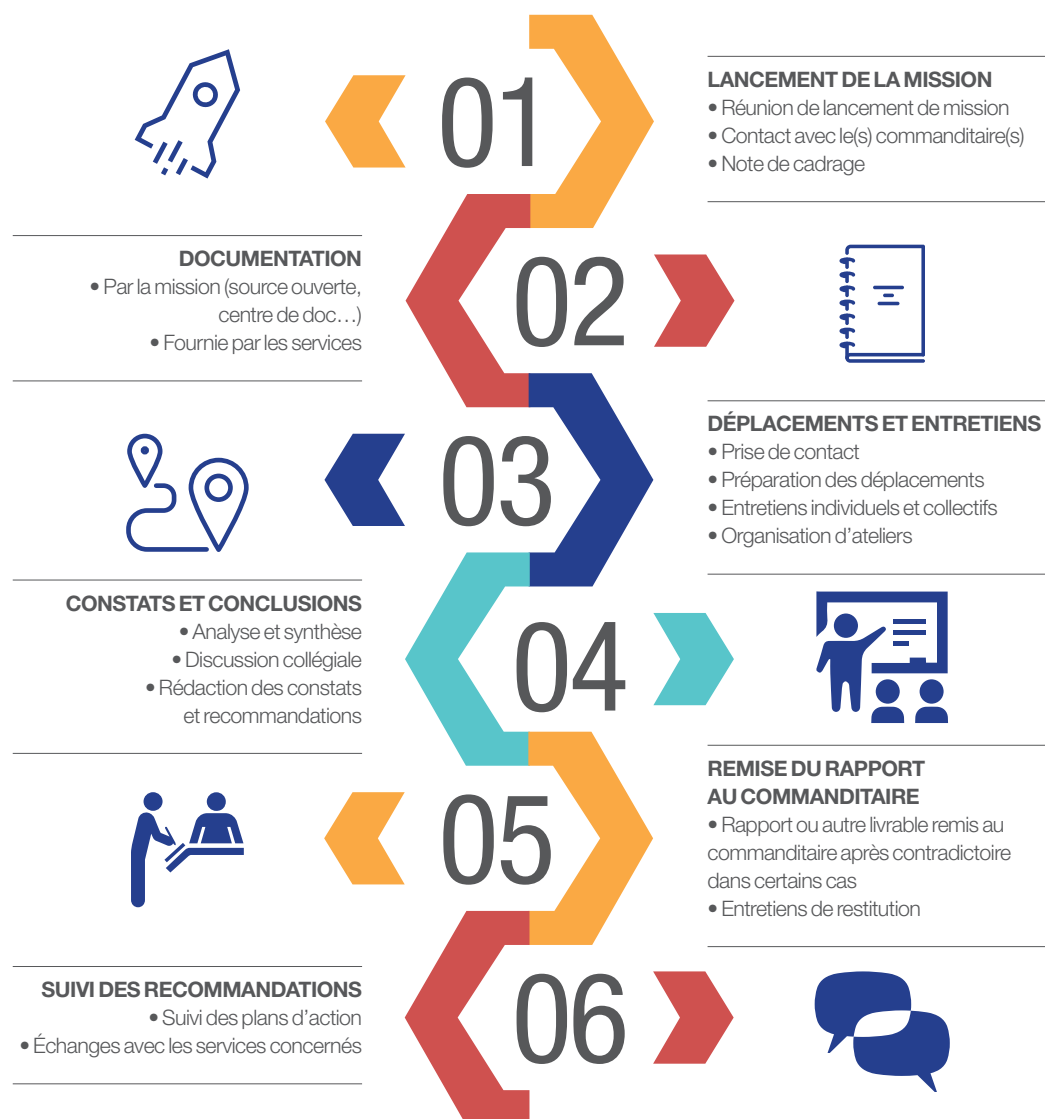 01
LANCEMENT DE LA MISSION
• Réunion de lancement de mission
• Contact avec le(s) commanditaire(s)
• Note de cadrage
DOCUMENTATION
• Par la mission (source ouverte,
centre de doc…)
• Fournie par les services
02
03
DÉPLACEMENTS ET ENTRETIENS
• Prise de contact
• Préparation des déplacements
• Entretiens individuels et collectifs
• Organisation d’ateliers
CONSTATS ET CONCLUSIONS
• Analyse et synthèse
• Discussion collégiale
• Rédaction des constats
et recommandations
04
05
REMISE DU RAPPORT
AU COMMANDITAIRE
• Rapport ou autre livrable remis au
commanditaire après contradictoire
dans certains cas
• Entretiens de restitution
SUIVI DES RECOMMANDATIONS
• Suivi des plans d’action
• Échanges avec les services concernés
06